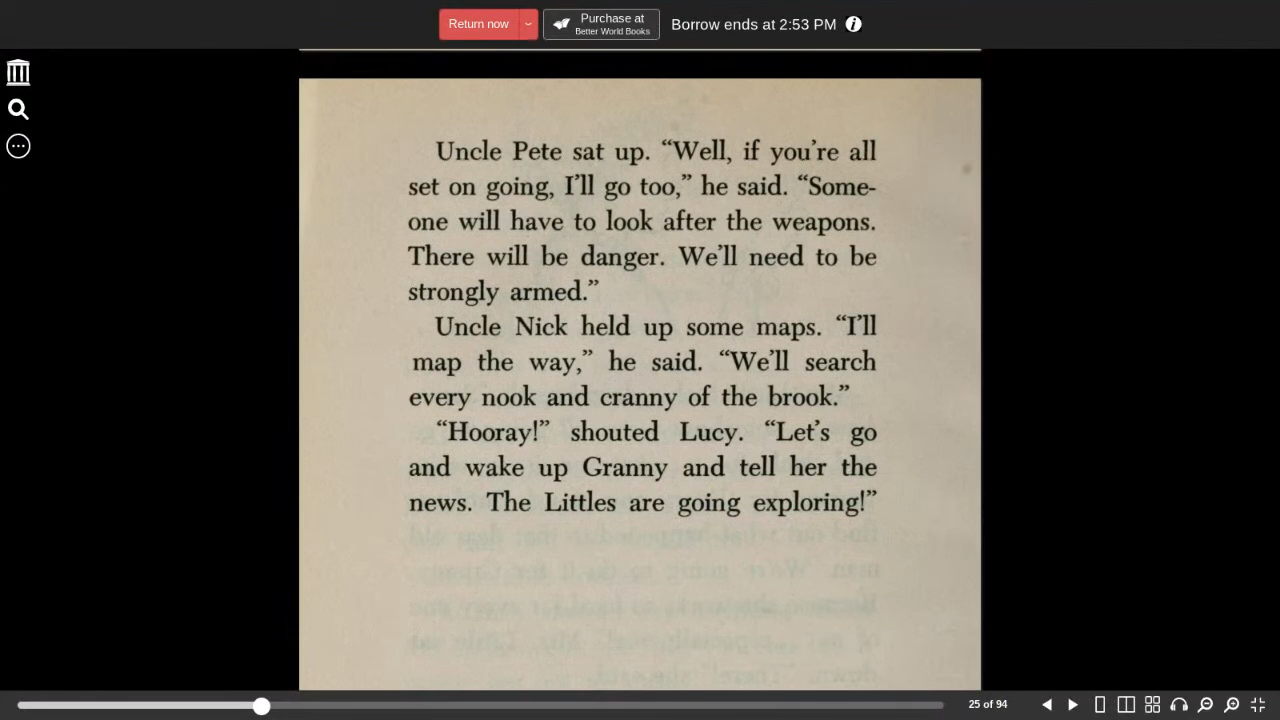 Return now
Purchase at
Better World Books
Borrow ends at 2:53 PM
Uncle Pete sat up. “Well, if you’re all
set on going, I’ll go too,” he said. “Some-
one will have to look after the weapons.
There will be danger. We’ll need to be
strongly armed.”
Uncle Nick held up some maps. “I’ll
map the way,” he said. “We’ll search
every nook and cranny of the brook.”
“Hooray!” shouted Lucy. “Let’s go
and wake up Granny and tell her the
news. The Littles are going exploring!”
25 of 94